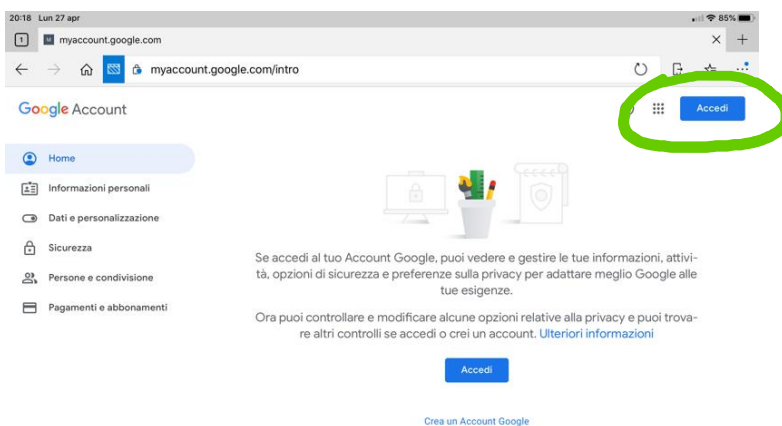 20:18 Lun 27 apr 85%
1 M myaccount.google.com
myaccount.google.com/intro
Google Account Accedi
Home
Informazioni personali
Dati e personalizzazione
Sicurezza
Persone e condivisione
Pagamenti e abbonamenti
Se accedi al tuo Account Google, puoi vedere e gestire le tue informazioni, attivi-
tà, opzioni di sicurezza e preferenze sulla privacy per adattare meglio Google alle
tue esigenze.
Ora puoi controllare e modificare alcune opzioni relative alla privacy e puoi trova-
re altri controlli se accedi o crei un account. Ulteriori informazioni
Accedi
Crea un Account Google